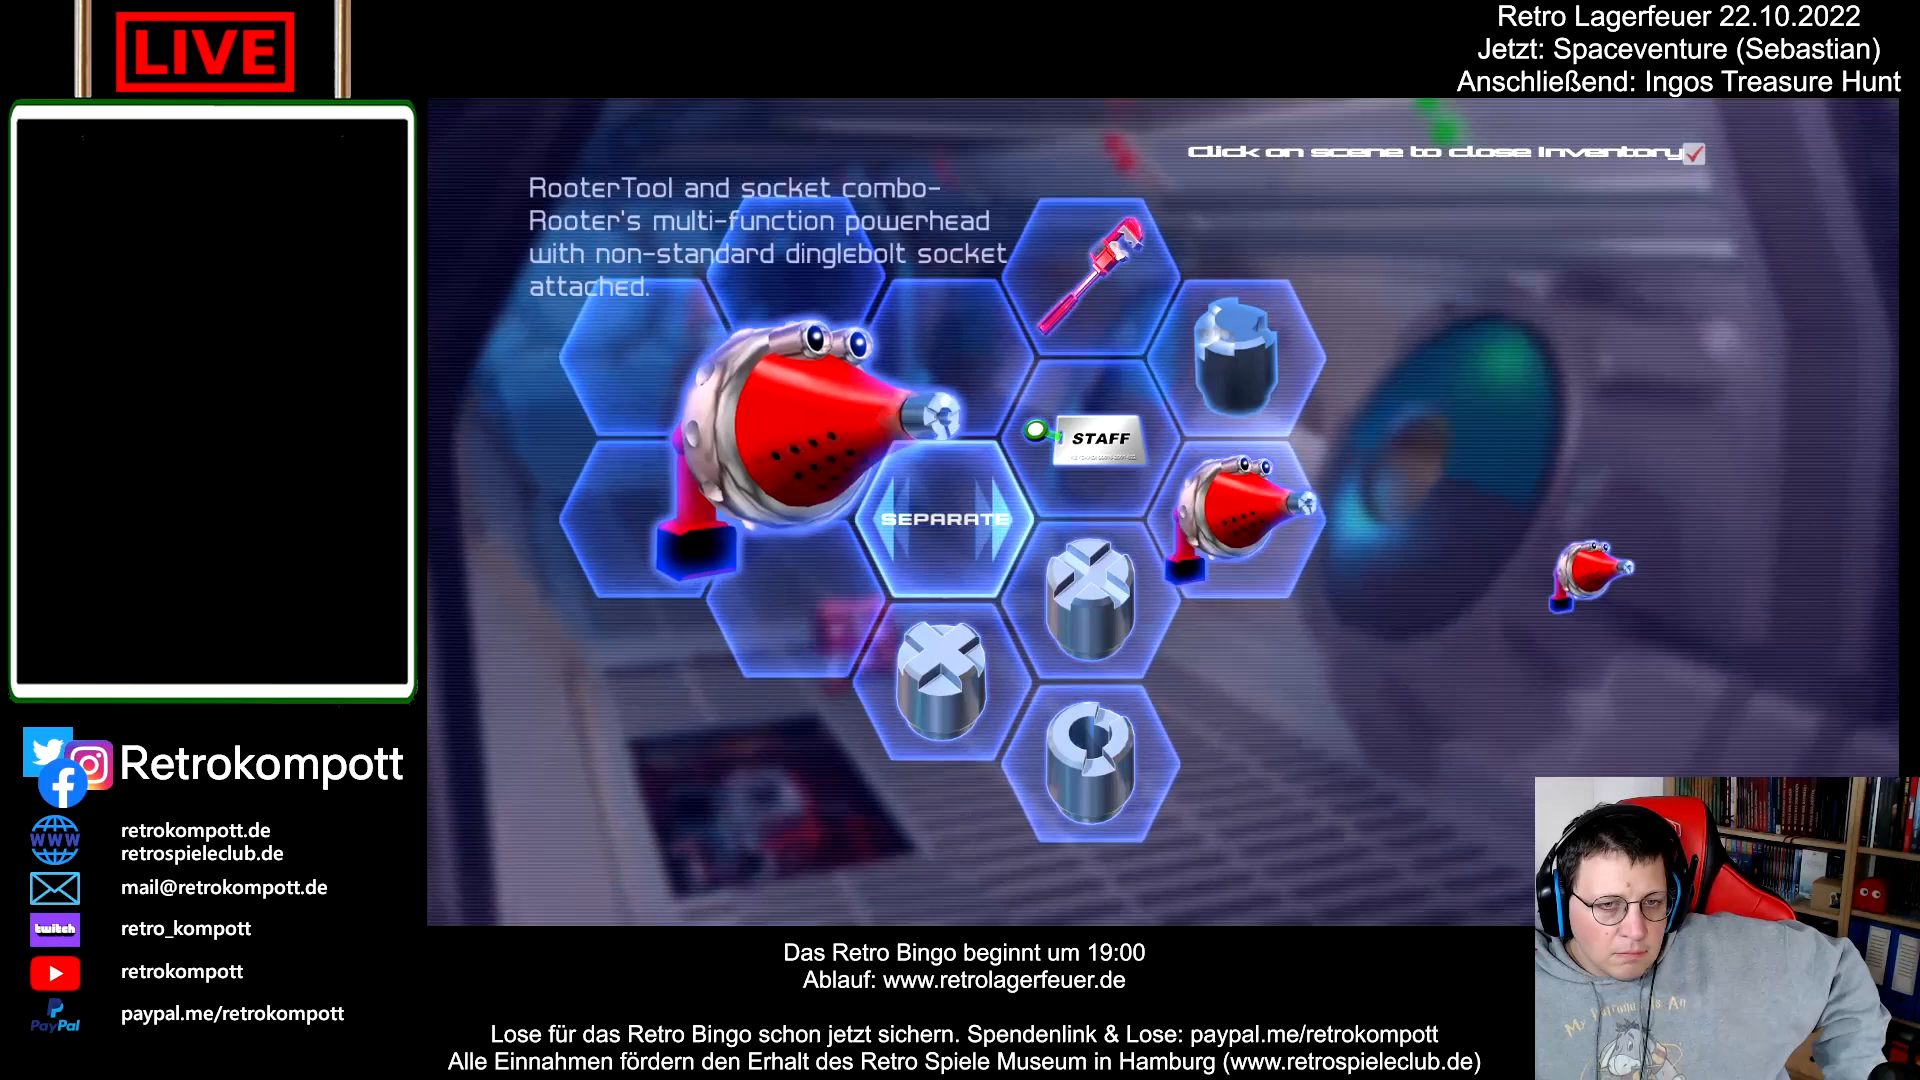 LIVE
Retro Lagerfeuer 22.10.2022
Jetzt: Spaceventure (Sebastian)
Anschließend: Ingos Treasure Hunt
Click on scene to close Inventory
RooterTool and socket combo-
Rooter's multi-function powerhead
with non-standard dinglebolt socket
attached.
STAFF
SEPARATE
Retrokompott
WWW
retrokompott.de
retrospieleclub.de
mail@retrokompott.de
twitch
retro_kompott
retrokompott
PayPal
paypal.me/retrokompott
Das Retro Bingo beginnt um 19:00
Ablauf: www.retrolagerfeuer.de
Lose für das Retro Bingo schon jetzt sichern. Spendenlink & Lose: paypal.me/retrokompott
Alle Einnahmen fördern den Erhalt des Retro Spiele Museum in Hamburg (www.retrospieleclub.de)